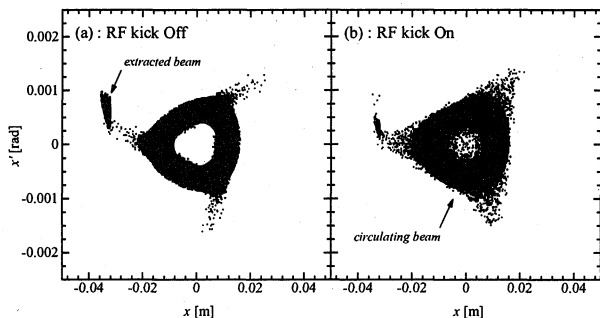 (a) : RF kick Off
(b) : RF kick On
extracted beam
circulating beam
x' [rad]
0.002
0.001
0
-0.001
-0.002
-0.04
-0.02
0
0.02
0.04
-0.04
-0.02
0
0.02
0.04
x [m]
x [m]